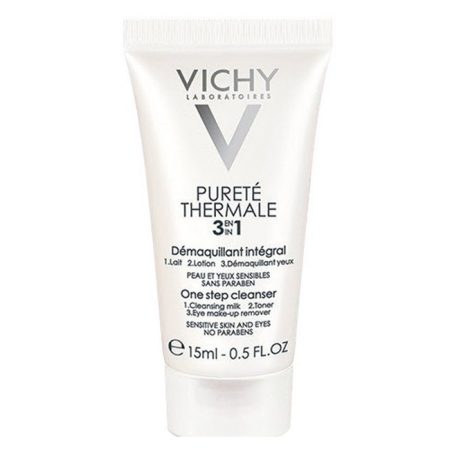 VICHY
LABORATOIRES
V
PURETÉ
THERMALE
3 EN IN 1
Démaquillant intégral
1.Lait 2.Lotion 3.Démaquillant yeux
PEAU ET YEUX SENSIBLES
SANS PARABEN
One step cleanser
1.Cleansing milk 2.Toner
3.Eye make-up remover
SENSITIVE SKIN AND EYES
NO PARABENS
℮ 15ml - 0.5 FL.OZ